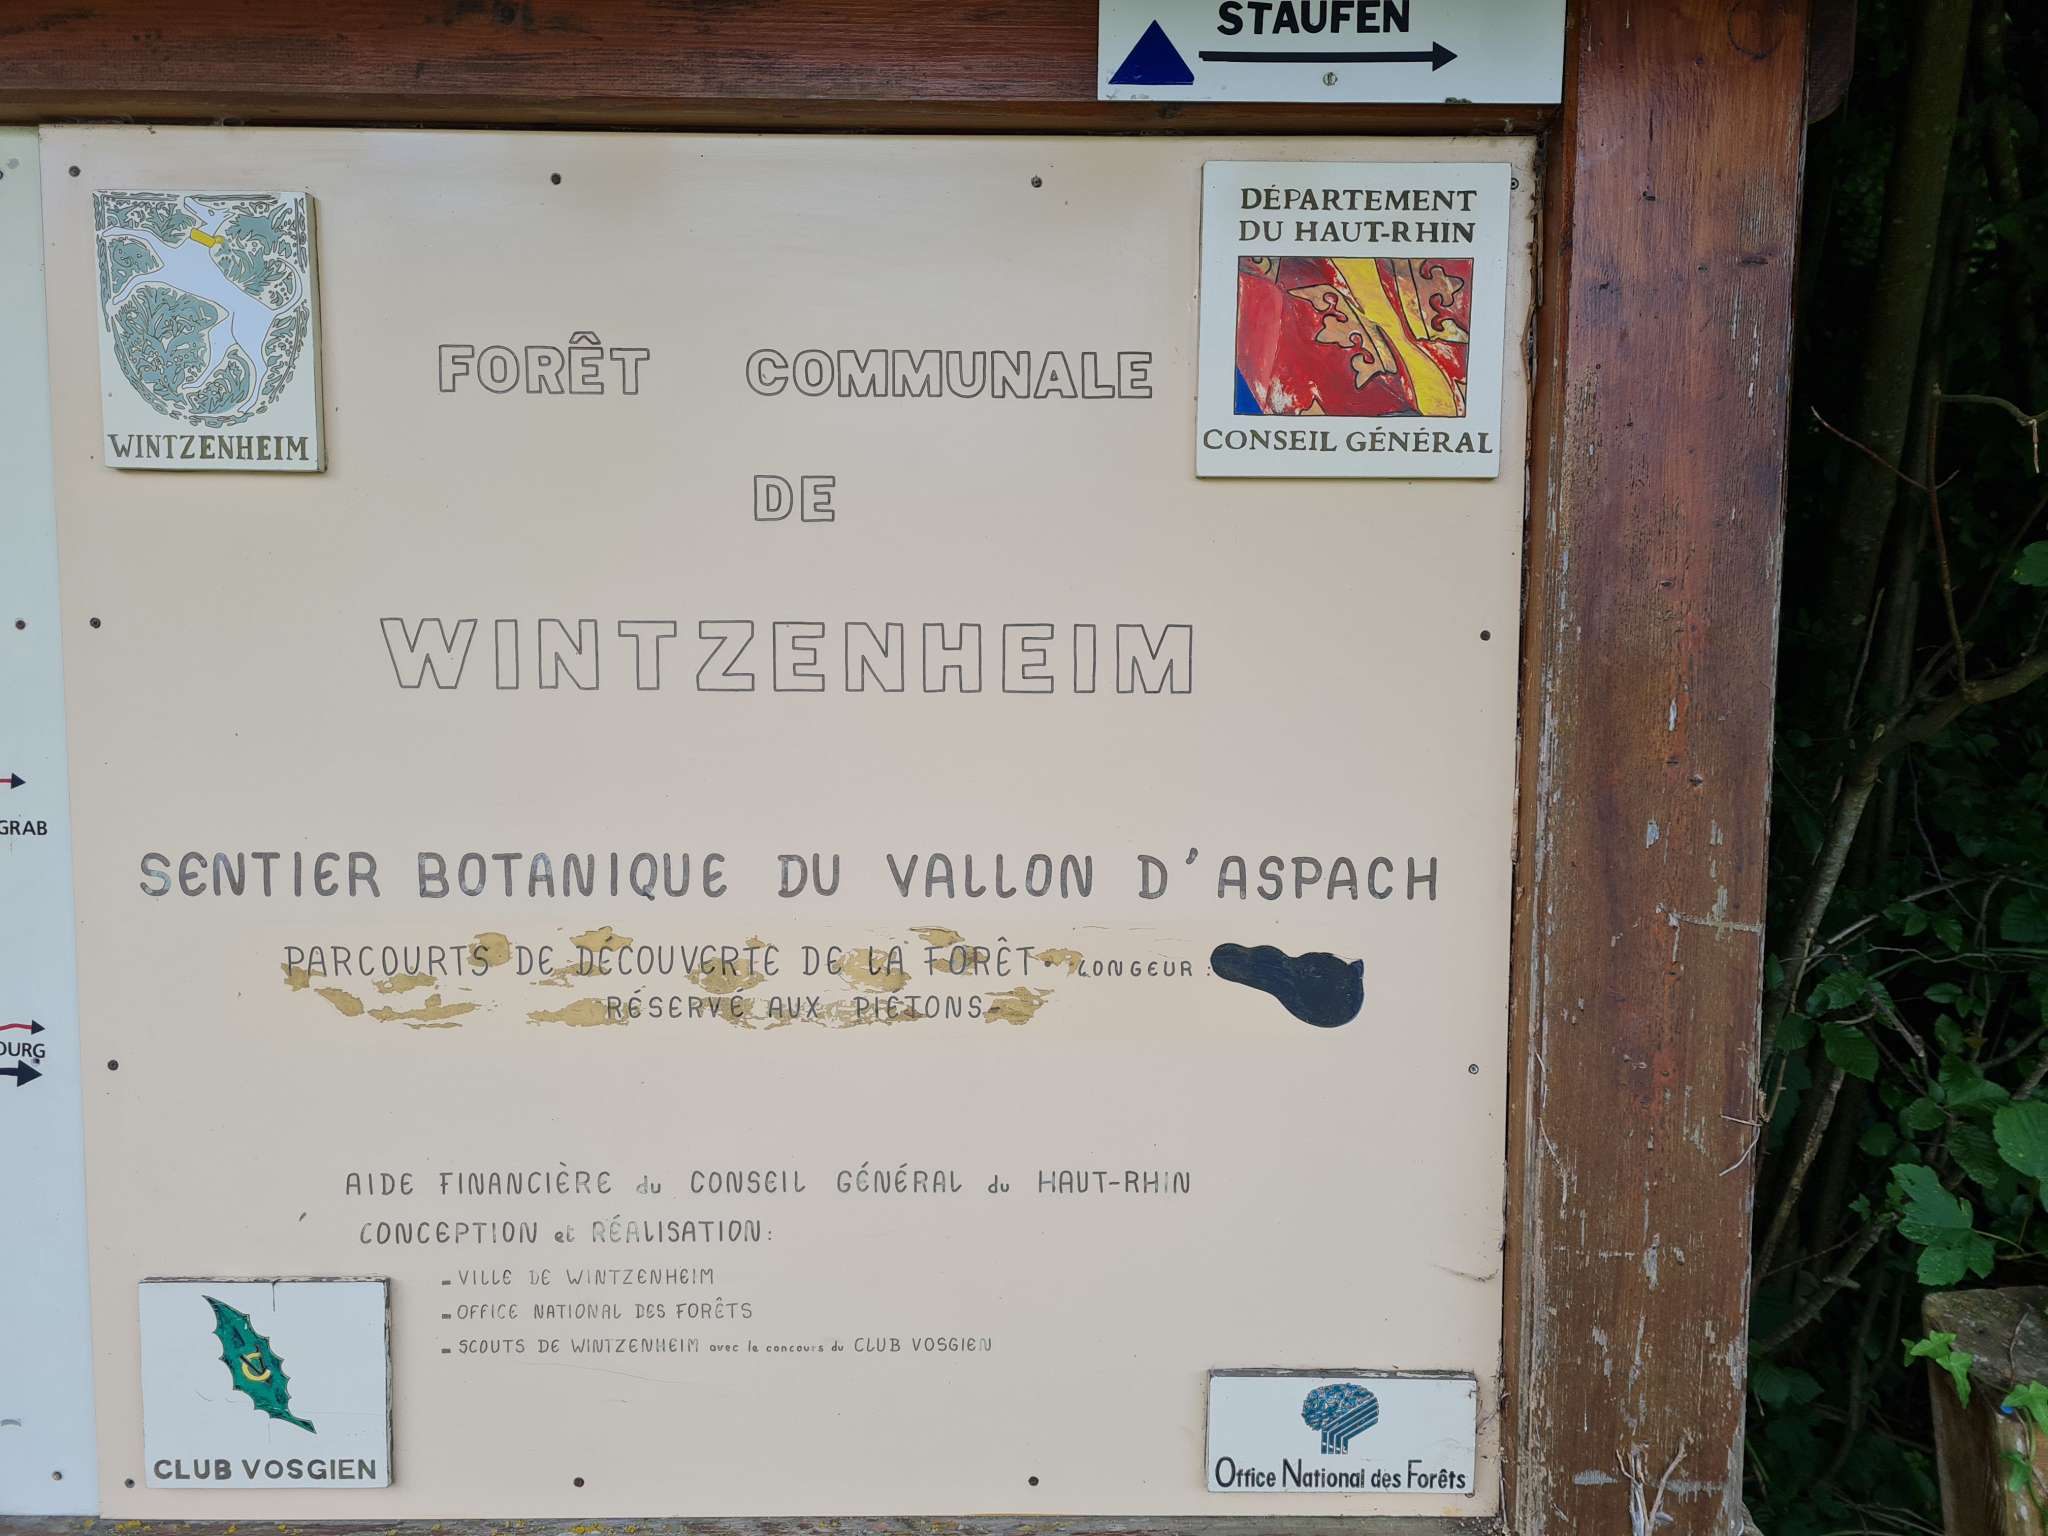 STAUFEN
WINTZENHEIM
DÉPARTEMENT
DU HAUT-RHIN
CONSEIL GÉNÉRAL
FORÊT COMMUNALE
DE
WINTZENHEIM
SENTIER BOTANIQUE DU VALLON D'ASPACH
PARCOURTS DE DÉCOUVERTE DE LA FORÊT. LONGEUR :
RÉSERVÉ AUX PIÉTONS-
AIDE FINANCIÈRE du CONSEIL GÉNÉRAL du HAUT-RHIN
CONCEPTION et RÉALISATION:
- VILLE DE WINTZENHEIM
- OFFICE NATIONAL DES FORÊTS
- SCOUTS DE WINTZENHEIM avec le concours du CLUB VOSGIEN
CLUB VOSGIEN
Office National des Forêts